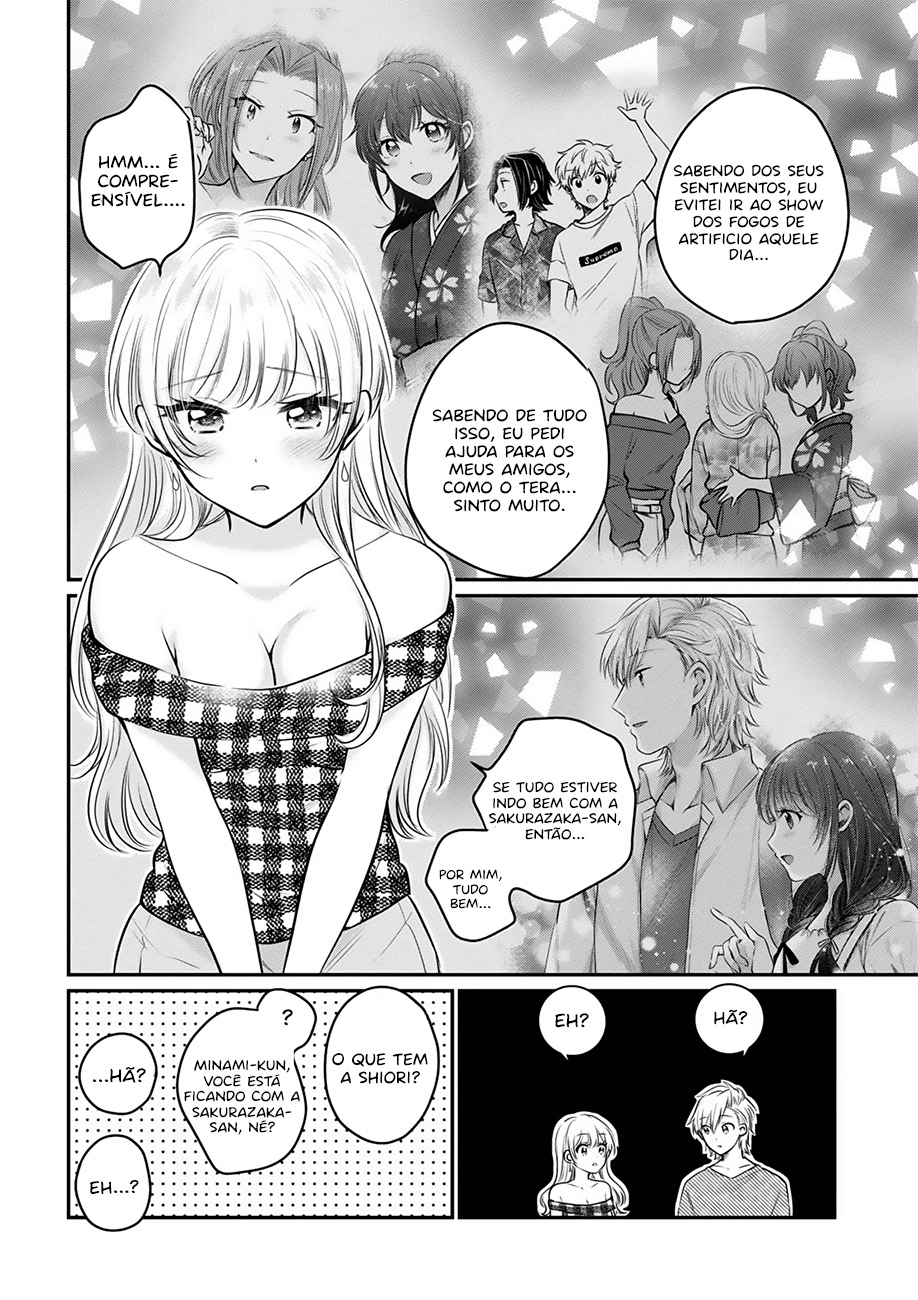 SABENDO DOS SEUS
SENTIMENTOS, EU
EVITEI IR AO SHOW
DOS FOGOS DE
ARTIFICIO AQUELE
DIA...
Supremo
SABENDO DE TUDO
ISSO, EU PEDI
AJUDA PARA OS
MEUS AMIGOS,
COMO O TERA...
SINTO MUITO.
HMM... É
COMPRE-
ENSÍVEL....
SE TUDO ESTIVER
INDO BEM COM A
SAKURAZAKA-SAN,
ENTÃO...
POR MIM,
TUDO
BEM...
HÃ?
EH?
O QUE TEM
A SHIORI?
?
MINAMI-KUN,
VOCÊ ESTÁ
FICANDO COM A
SAKURAZAKA-
SAN, NÉ?
...HÃ?
EH...?